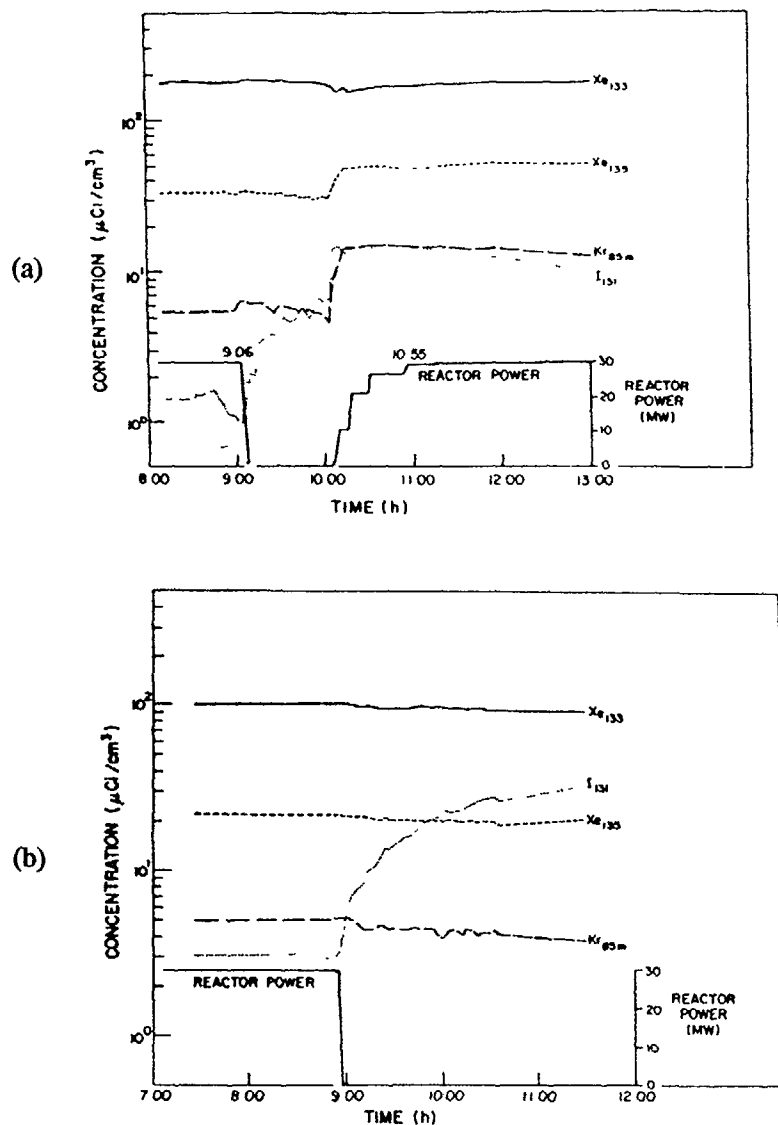 (a)
CONCENTRATION (μCi/cm³)
10²
10¹
10⁰
Xe₁₃₃
Xe₁₃₅
Kr₈₅ₘ
I₁₃₁
9.06
10.55
REACTOR POWER
30
20
10
0
REACTOR
POWER
(MW)
8:00 9:00 10:00 11:00 12:00 13:00
TIME (h)
(b)
CONCENTRATION (μCi/cm³)
10²
10¹
10⁰
Xe₁₃₃
I₁₃₁
Xe₁₃₅
Kr₈₅ₘ
REACTOR POWER
30
20
10
0
REACTOR
POWER
(MW)
7:00 8:00 9:00 10:00 11:00 12:00
TIME (h)